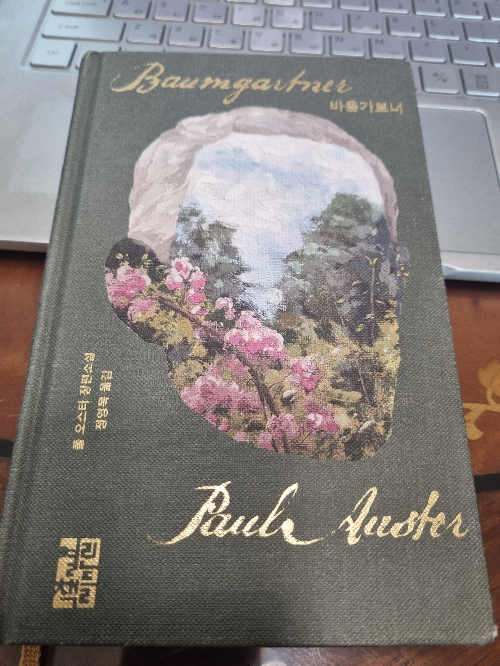 Baumgartner
바움가트너
폴 오스터 장편소설
정영목 옮김
Paul Auster
열린책들
Ctrl